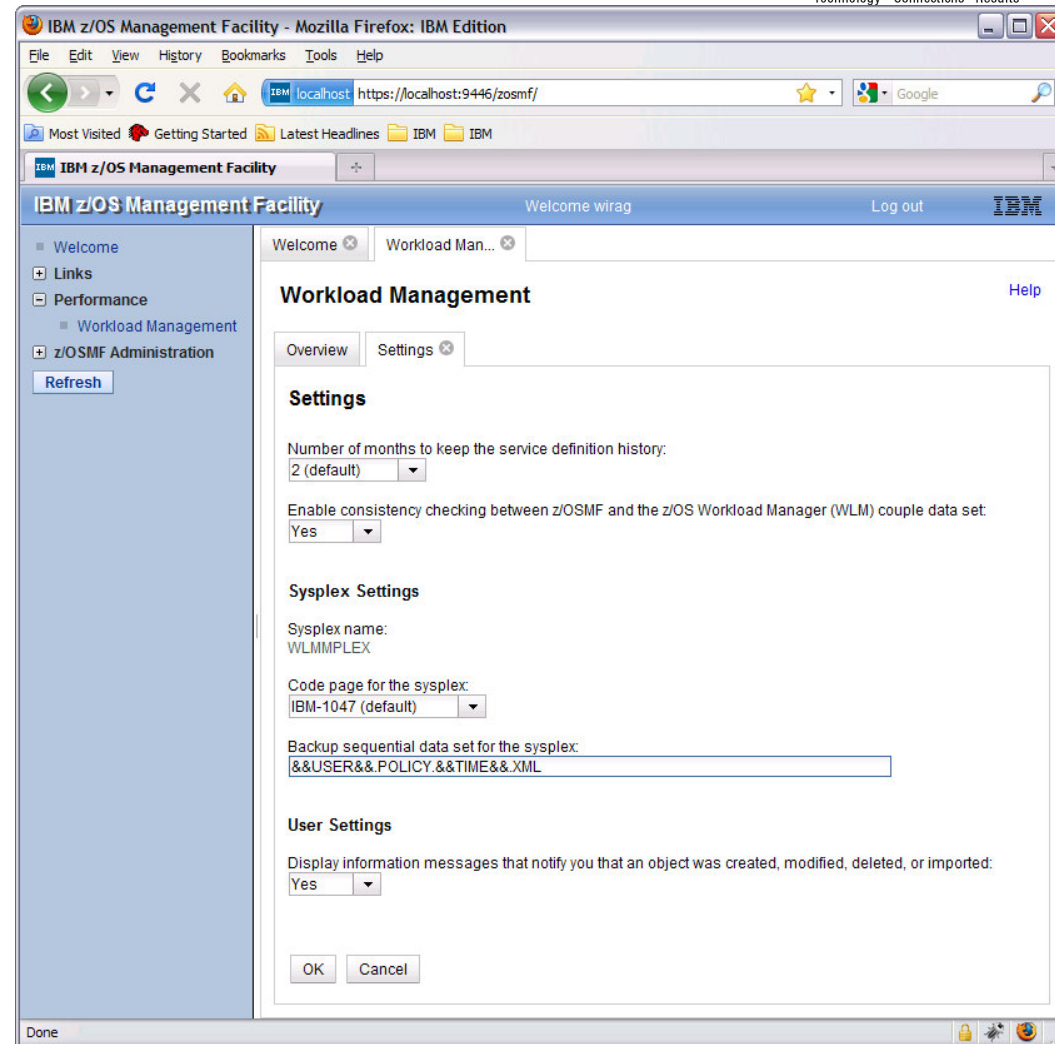 Technology · Connections · Results
IBM z/OS Management Facility - Mozilla Firefox: IBM Edition
File Edit View History Bookmarks Tools Help
IBM localhost https://localhost:9446/zosmf/ Google
Most Visited Getting Started Latest Headlines IBM IBM
IBM IBM z/OS Management Facility
IBM z/OS Management Facility Welcome wirag Log out IBM
Welcome
Links
Performance
Workload Management
z/OSMF Administration
Refresh
Welcome Workload Man...
Workload Management Help
Overview Settings
Settings
Number of months to keep the service definition history:
2 (default)
Enable consistency checking between z/OSMF and the z/OS Workload Manager (WLM) couple data set:
Yes
Sysplex Settings
Sysplex name:
WLMMPLEX
Code page for the sysplex:
IBM-1047 (default)
Backup sequential data set for the sysplex:
&&USER&&.POLICY.&&TIME&&.XML
User Settings
Display information messages that notify you that an object was created, modified, deleted, or imported:
Yes
OK Cancel
Done